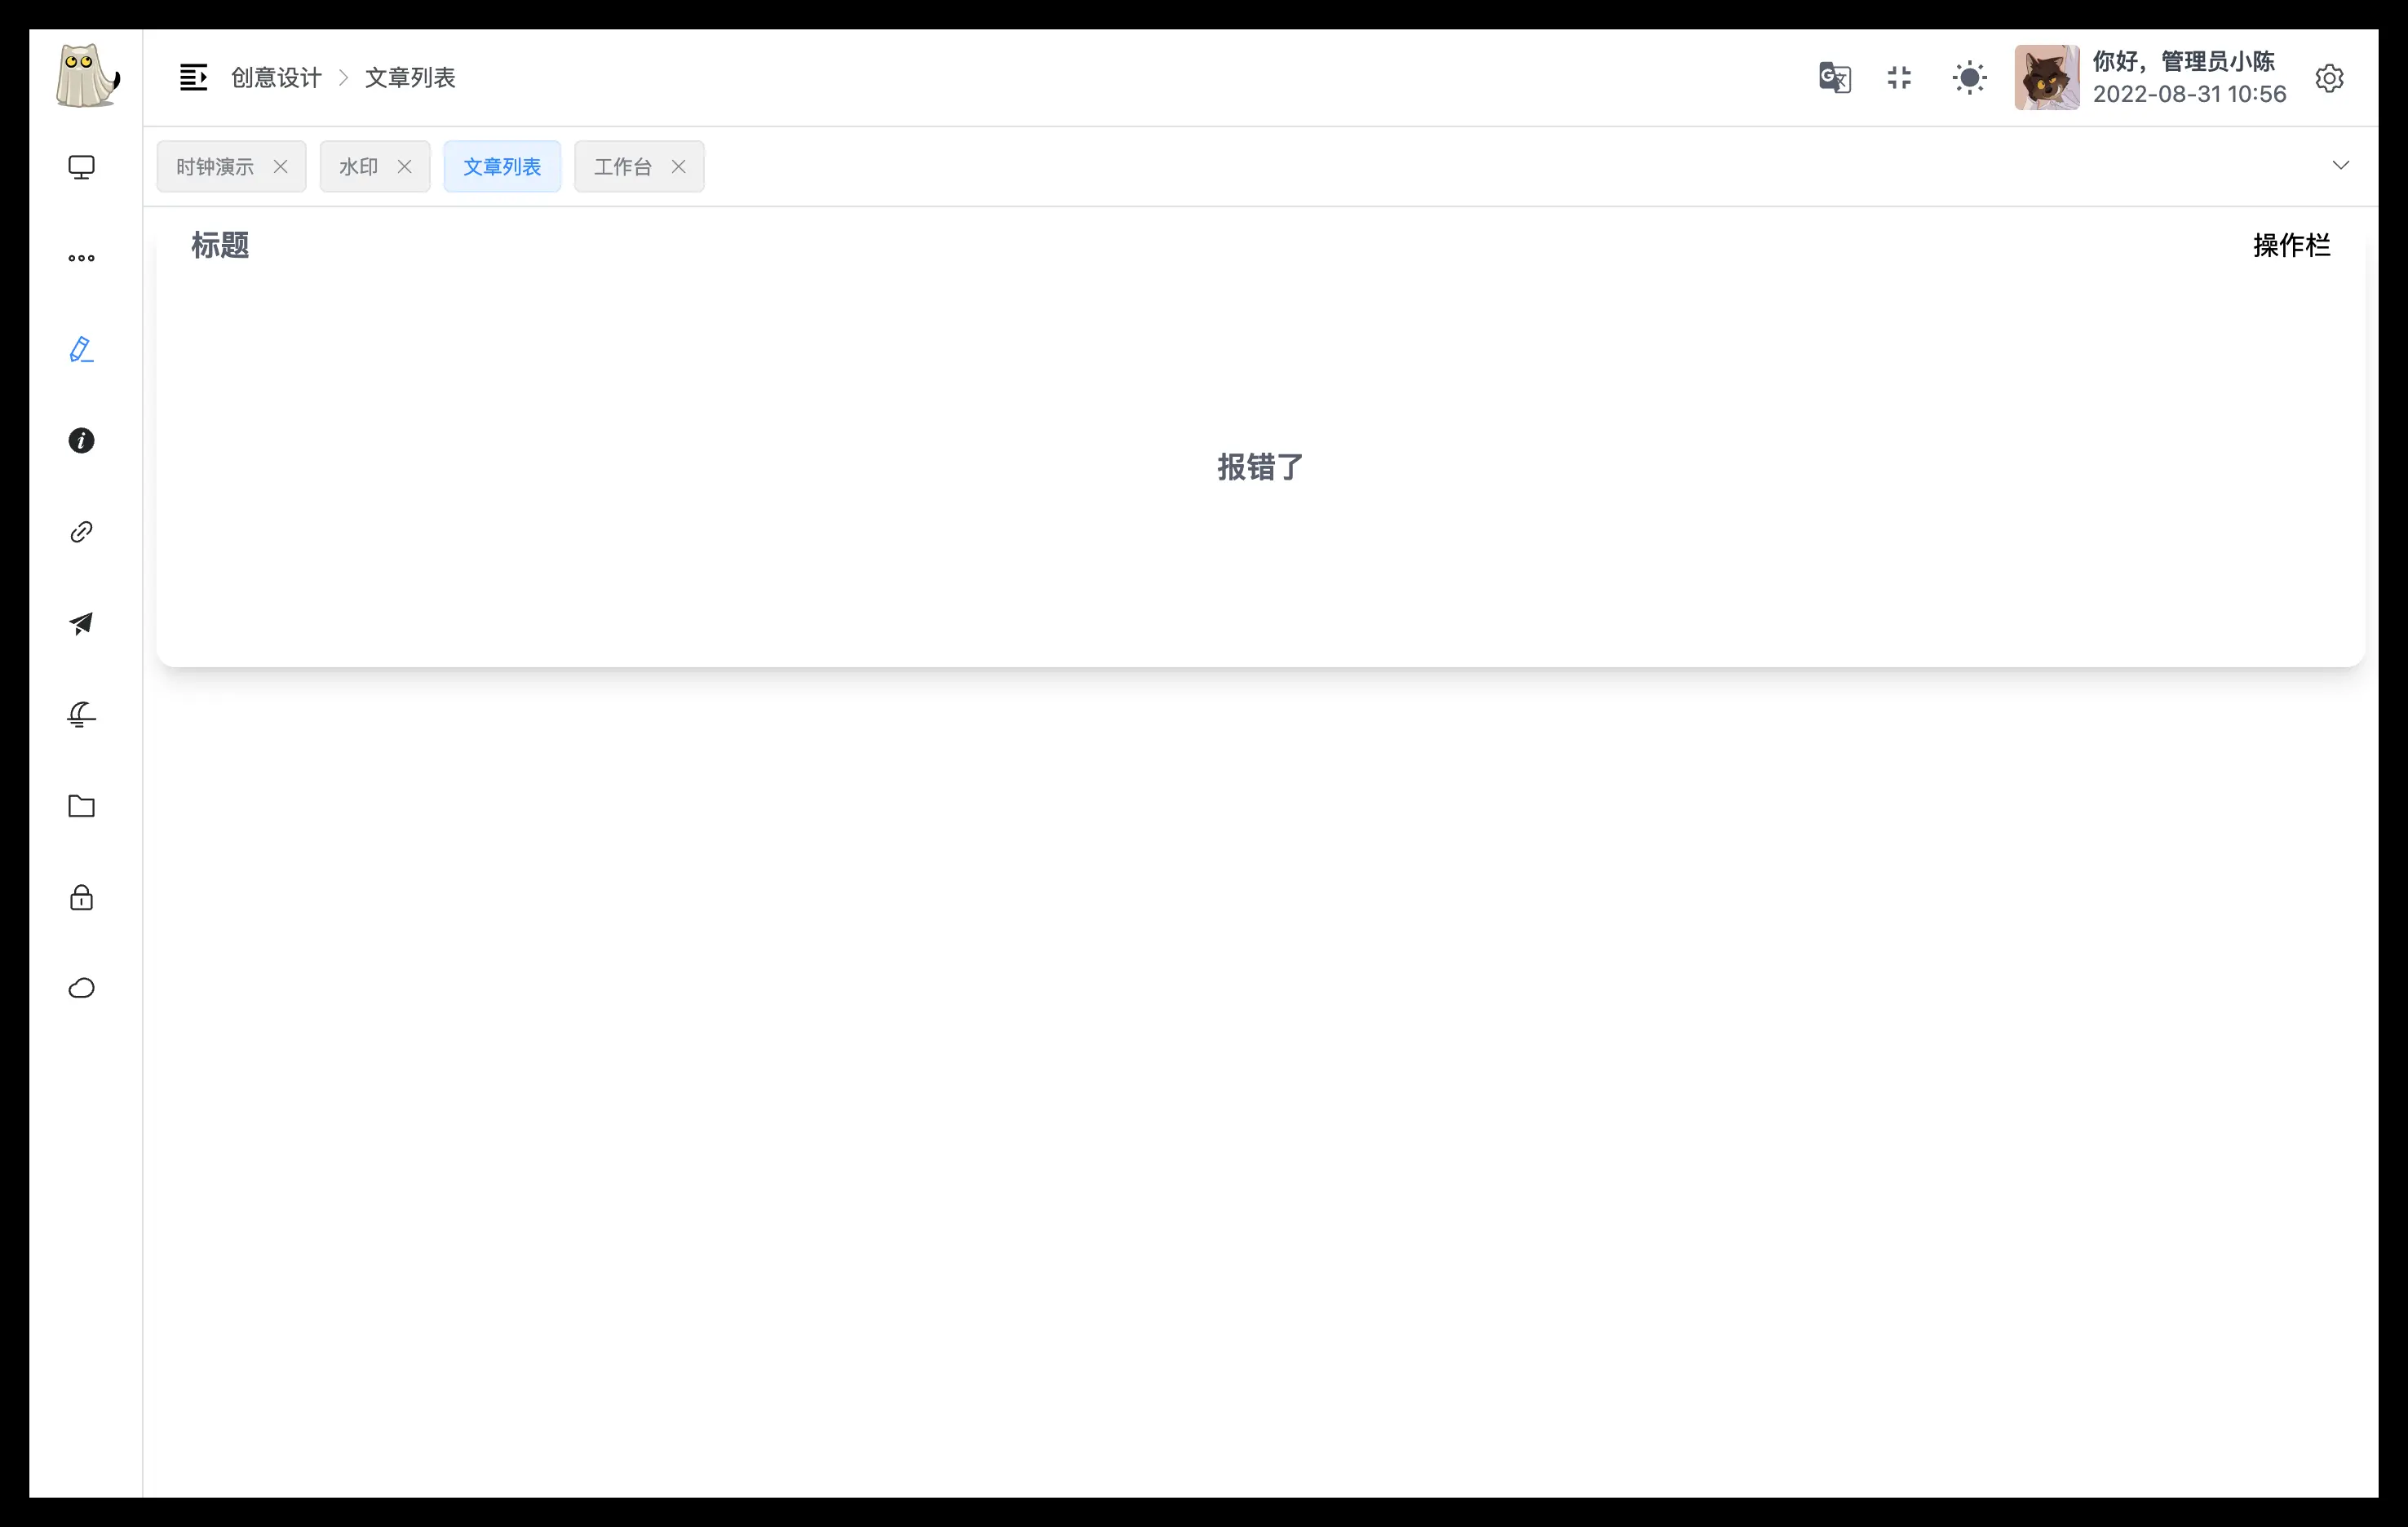 创意设计 > 文章列表
你好，管理员小陈
2022-08-31 10:56
时钟演示 水印 文章列表 工作台
标题 操作栏
报错了